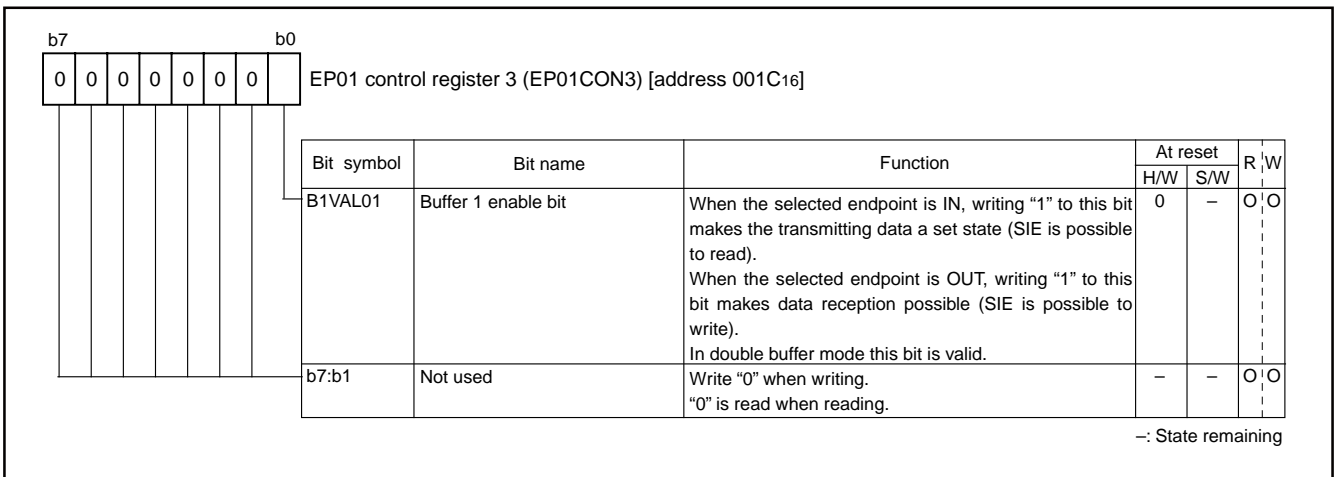 b7 b0
0 0 0 0 0 0 0
EP01 control register 3 (EP01CON3) [address 001C16]
Bit symbol Bit name Function At reset R W
H/W S/W
B1VAL01 Buffer 1 enable bit When the selected endpoint is IN, writing “1” to this bit 0 – O O
makes the transmitting data a set state (SIE is possible
to read).
When the selected endpoint is OUT, writing “1” to this
bit makes data reception possible (SIE is possible to
write).
In double buffer mode this bit is valid.
b7:b1 Not used Write “0” when writing. – – O O
“0” is read when reading.
–: State remaining